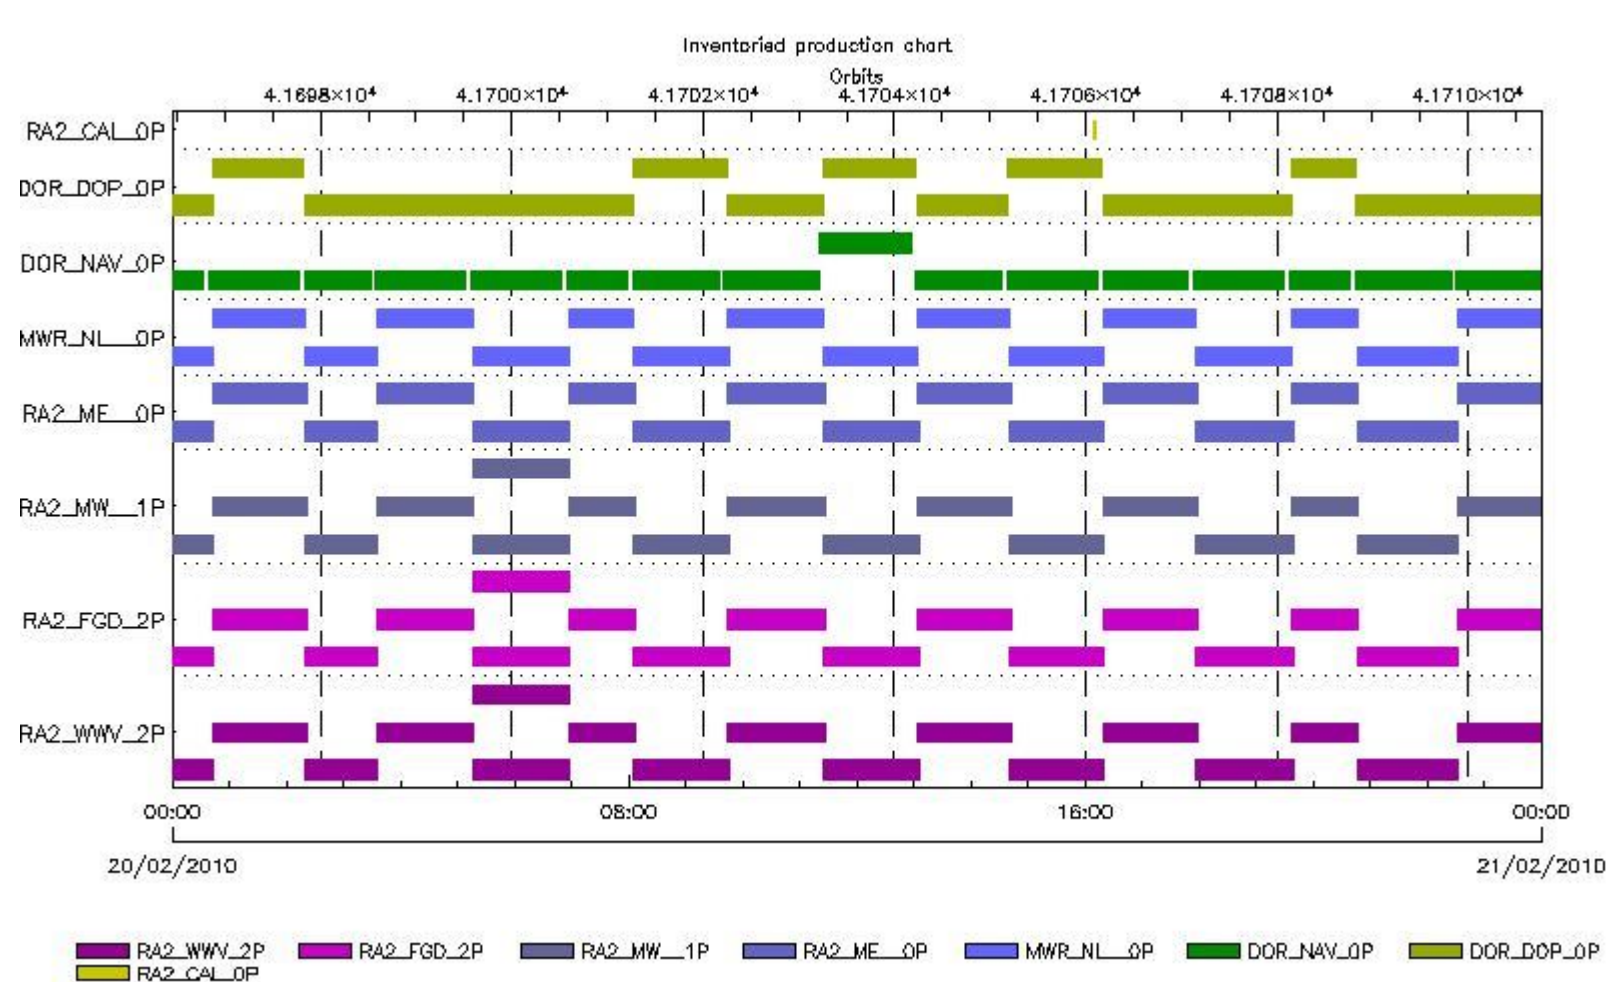 Inventoried production chart
Orbits
4.1698×10⁴ 4.1700×10⁴ 4.1702×10⁴ 4.1704×10⁴ 4.1706×10⁴ 4.1708×10⁴ 4.1710×10⁴
RA2_CAL_0P
DOR_DOP_0P
DOR_NAV_0P
MWR_NL__0P
RA2_ME__0P
RA2_MW__1P
RA2_FGD_2P
RA2_WWV_2P
00:00 08:00 16:00 00:00
20/02/2010 21/02/2010
RA2_WWV_2P RA2_FGD_2P RA2_MW__1P RA2_ME__0P MWR_NL__0P DOR_NAV_0P DOR_DOP_0P
RA2_CAL_0P